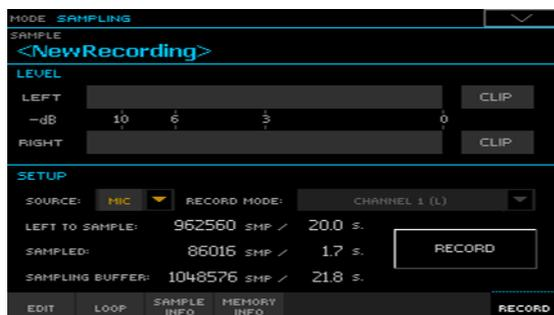 MODE SAMPLING
SAMPLE
<NewRecording>
LEVEL
LEFT CLIP
-dB 10 6 3 0
RIGHT CLIP
SETUP
SOURCE: MIC RECORD MODE: CHANNEL 1 (L)
LEFT TO SAMPLE: 962560 SMP / 20.0 S.
SAMPLED: 86016 SMP / 1.7 S.
RECORD
SAMPLING BUFFER: 1048576 SMP / 21.8 S.
EDIT LOOP SAMPLE INFO MEMORY INFO RECORD